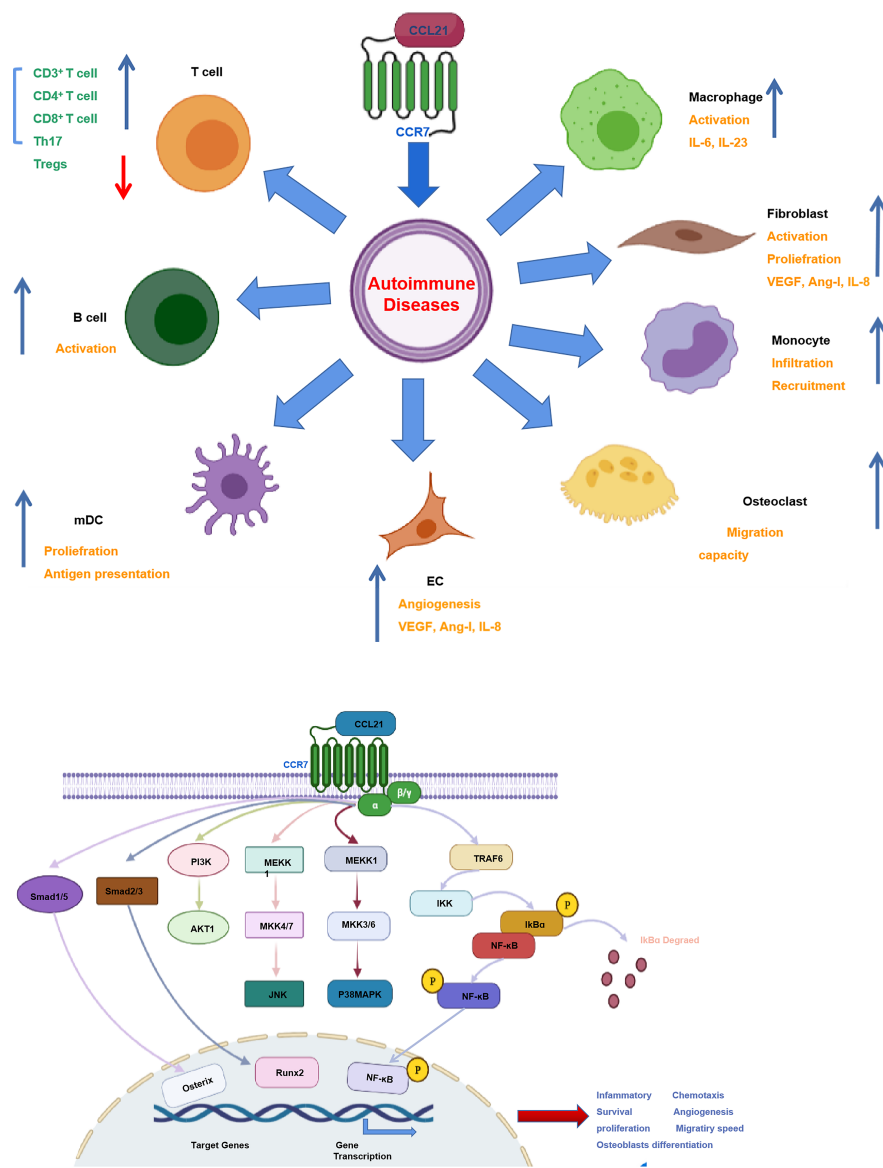 CCL21
CCR7
T cell
CD3⁺ T cell
CD4⁺ T cell
CD8⁺ T cell
Th17
Tregs
Macrophage
Activation
IL-6, IL-23
Fibroblast
Activation
Proliefration
VEGF, Ang-I, IL-8
Autoimmune
Diseases
B cell
Activation
Monocyte
Infiltration
Recruitment
mDC
Proliefration
Antigen presentation
Osteoclast
Migration
capacity
EC
Angiogenesis
VEGF, Ang-I, IL-8
CCL21
CCR7
α
β/γ
PI3K
MEKK
1
MEKK1
TRAF6
Smad1/5
Smad2/3
IKK
AKT1
MKK4/7
MKK3/6
IkBα
P
NF-κB
IkBα Degraed
JNK
P38MAPK
P
NF-κB
Osterix
Runx2
NF-κB
P
Target Genes
Gene
Transcription
Infammatory Chemotaxis
Survival Angiogenesis
proliferation Migratiry speed
Osteoblasts differentiation